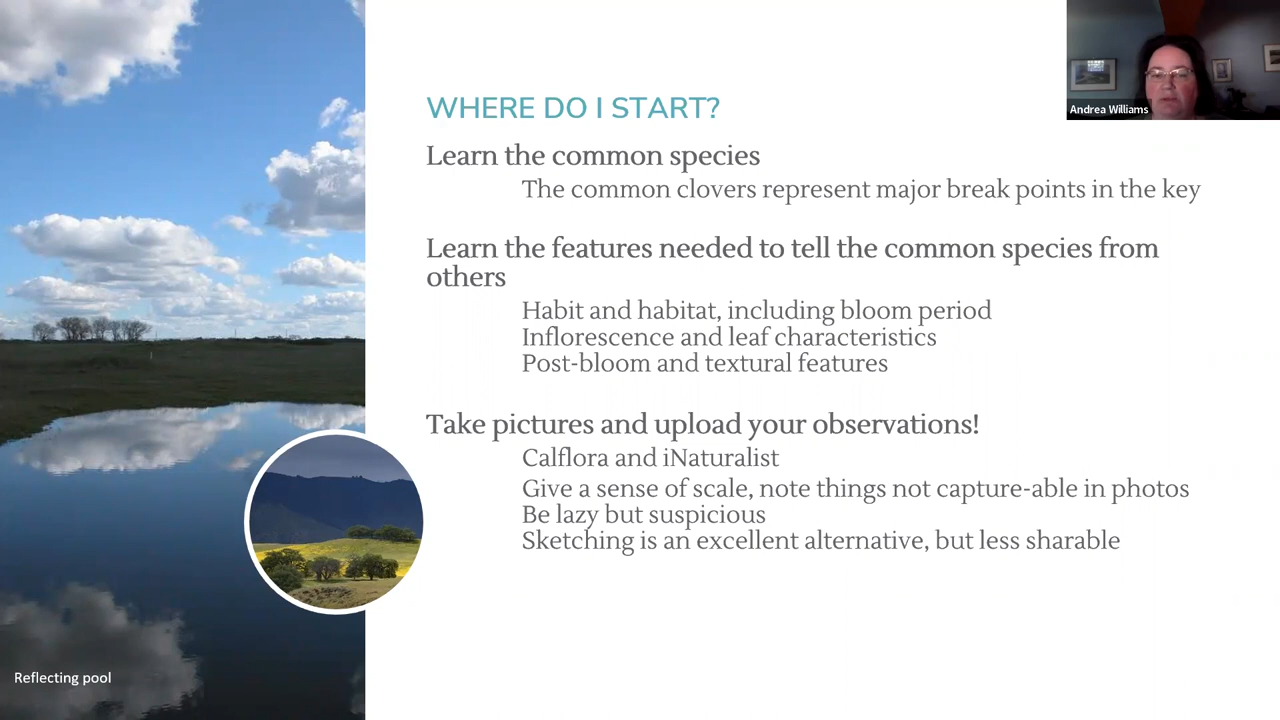 WHERE DO I START?
Learn the common species
The common clovers represent major break points in the key
Learn the features needed to tell the common species from
others
Habit and habitat, including bloom period
Inflorescence and leaf characteristics
Post-bloom and textural features
Take pictures and upload your observations!
Calflora and iNaturalist
Give a sense of scale, note things not capture-able in photos
Be lazy but suspicious
Sketching is an excellent alternative, but less sharable
Reflecting pool
Andrea Williams